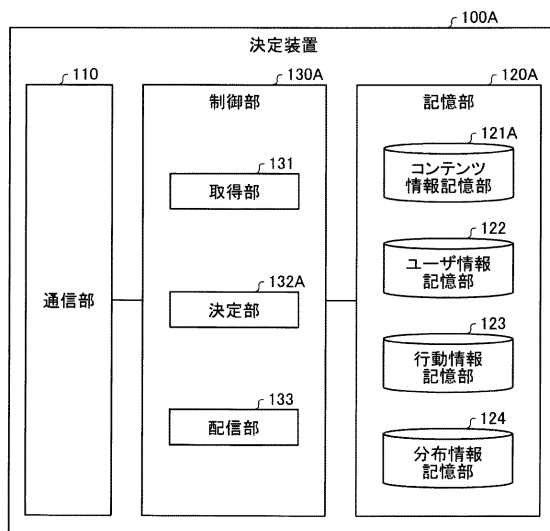 100A
決定装置
110
通信部
130A
制御部
131
取得部
132A
決定部
133
配信部
120A
記憶部
121A
コンテンツ
情報記憶部
122
ユーザ情報
記憶部
123
行動情報
記憶部
124
分布情報
記憶部